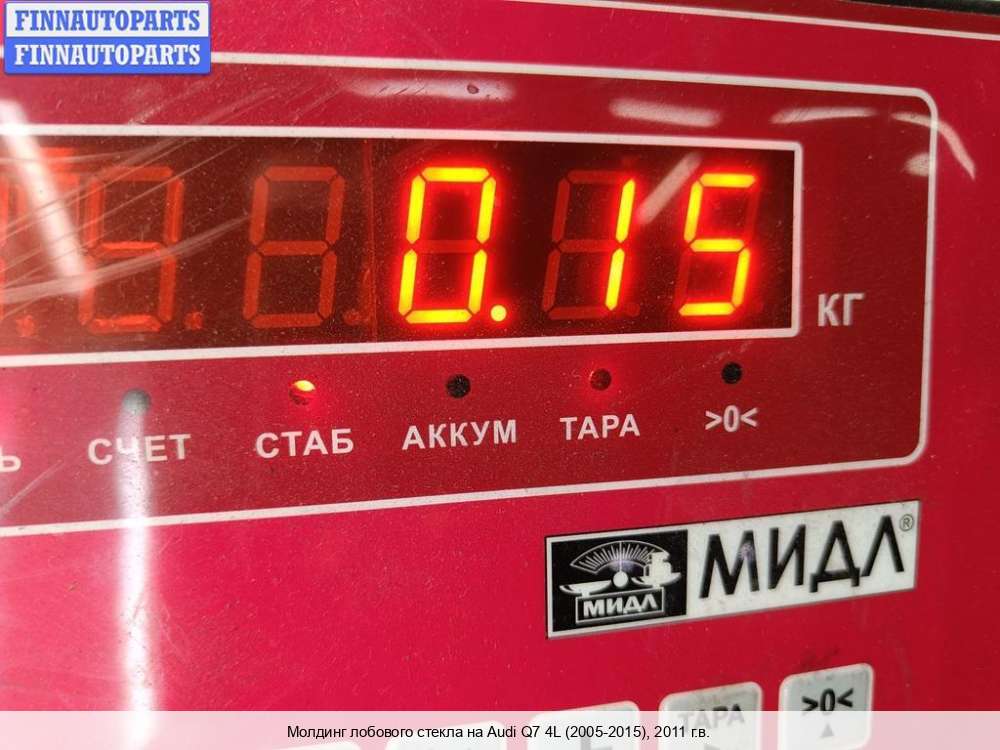 FINNAUTOPARTS
FINNAUTOPARTS
0.15
КГ
СЧЕТ СТАБ АККУМ ТАРА >0<
МИДЛ МИДЛ®
ТАРА >0<
Молдинг лобового стекла на Audi Q7 4L (2005-2015), 2011 г.в.